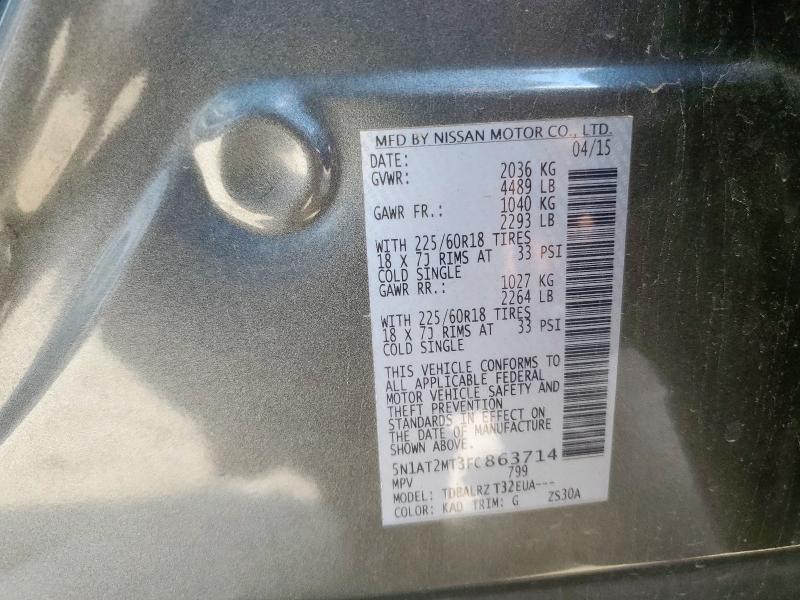 MFD BY NISSAN MOTOR CO., LTD.
DATE: 04/15
GVWR: 2036 KG
4489 LB
GAWR FR.: 1040 KG
2293 LB
WITH 225/60R18 TIRES
18 X 7J RIMS AT 33 PSI
COLD SINGLE
GAWR RR.: 1027 KG
2264 LB
WITH 225/60R18 TIRES
18 X 7J RIMS AT 33 PSI
COLD SINGLE
THIS VEHICLE CONFORMS TO
ALL APPLICABLE FEDERAL
MOTOR VEHICLE SAFETY AND
THEFT PREVENTION
STANDARDS IN EFFECT ON
THE DATE OF MANUFACTURE
SHOWN ABOVE.
5N1AT2MT3FC863714
MPV 799
MODEL: TDBALRZ T32EUA---
COLOR: KAD TRIM: G ZS30A